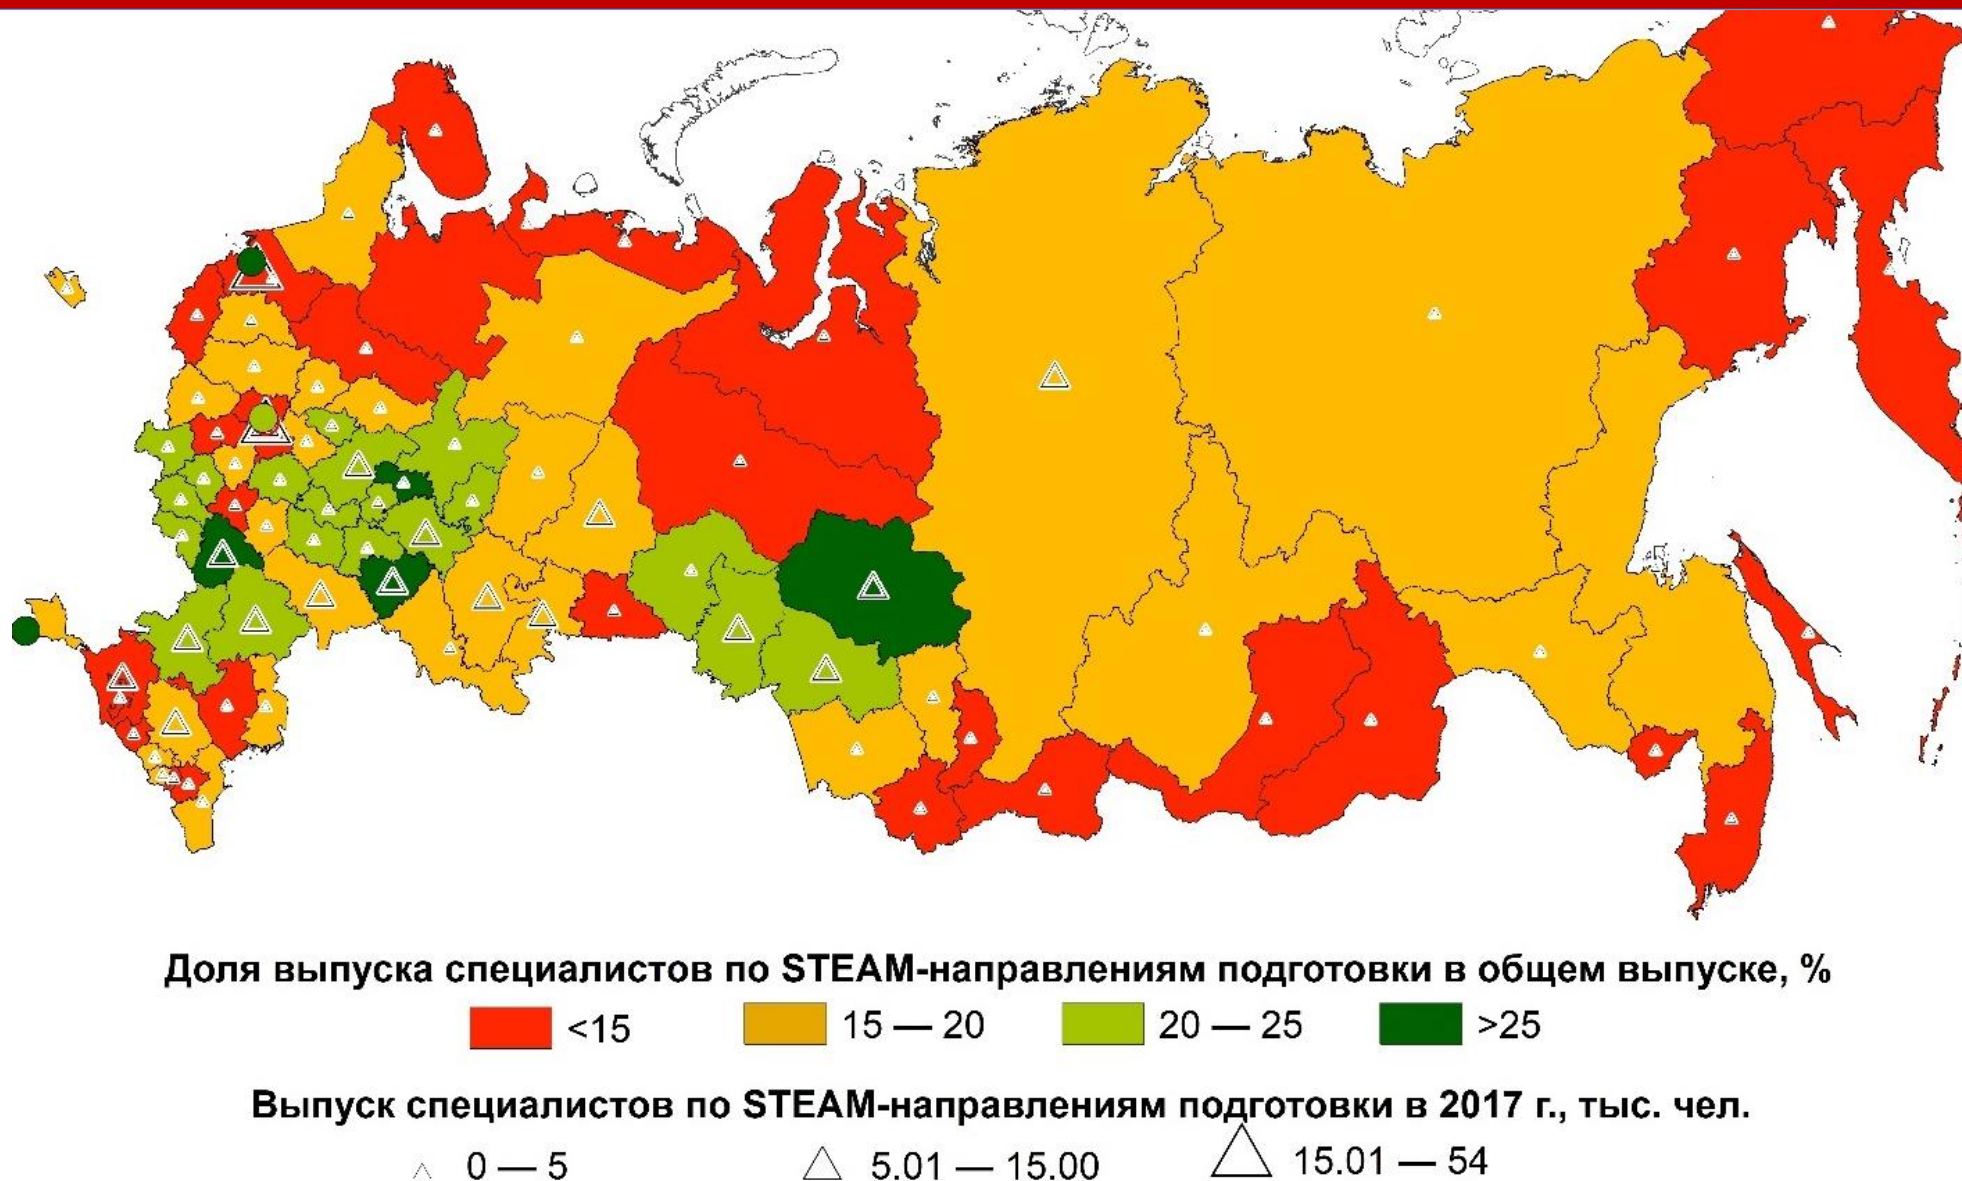 Доля выпуска специалистов по STEAM-направлениям подготовки в общем выпуске, %
<15 15 — 20 20 — 25 >25
Выпуск специалистов по STEAM-направлениям подготовки в 2017 г., тыс. чел.
0 — 5 5.01 — 15.00 15.01 — 54